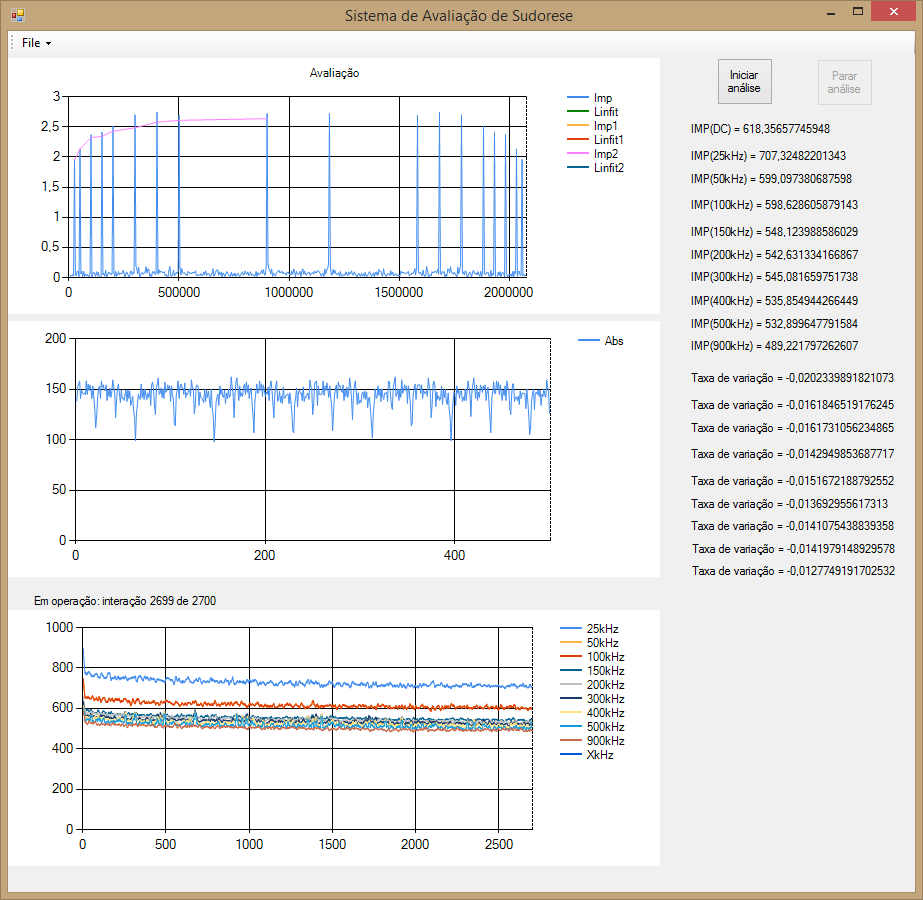 Sistema de Avaliação de Sudorese
File
Avaliação
3
2,5
2
1,5
1
0,5
0
0 500000 1000000 1500000 2000000
Imp
Linfit
Imp1
Linfit1
Imp2
Linfit2
200
150
100
50
0
0 200 400
Abs
Em operação: interação 2699 de 2700
1000
800
600
400
200
0
0 500 1000 1500 2000 2500
25kHz
50kHz
100kHz
150kHz
200kHz
300kHz
400kHz
500kHz
900kHz
XkHz
Iniciar
análise
Parar
análise
IMP(DC) = 618,35657745948
IMP(25kHz) = 707,32482201343
IMP(50kHz) = 599,097380687598
IMP(100kHz) = 598,628605879143
IMP(150kHz) = 548,123988586029
IMP(200kHz) = 542,631334166867
IMP(300kHz) = 545,081659751738
IMP(400kHz) = 535,854944266449
IMP(500kHz) = 532,899647791584
IMP(900kHz) = 489,221797262607
Taxa de variação = -0,0202339891821073
Taxa de variação = -0,0161846519176245
Taxa de variação = -0,0161731056234865
Taxa de variação = -0,0142949853687717
Taxa de variação = -0,0151672188792552
Taxa de variação = -0,013692955617313
Taxa de variação = -0,0141075438839358
Taxa de variação = -0,0141979148929578
Taxa de variação = -0,0127749191702532